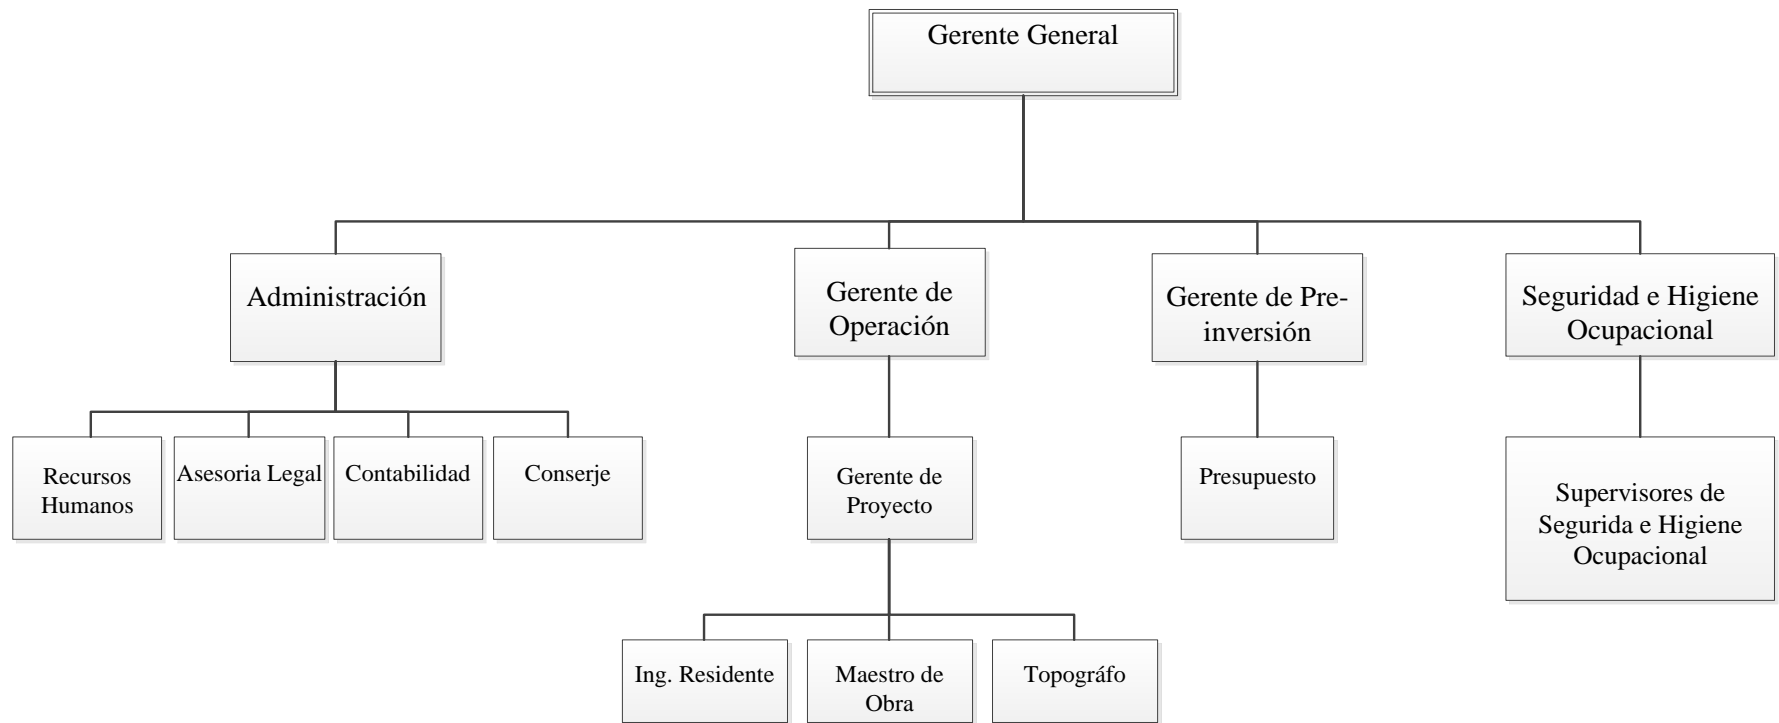 Gerente General
Administración
Gerente de
Operación
Gerente de Pre-
inversión
Seguridad e Higiene
Ocupacional
Recursos
Humanos
Asesoria Legal
Contabilidad
Conserje
Gerente de
Proyecto
Presupuesto
Supervisores de
Segurida e Higiene
Ocupacional
Ing. Residente
Maestro de
Obra
Topográfo